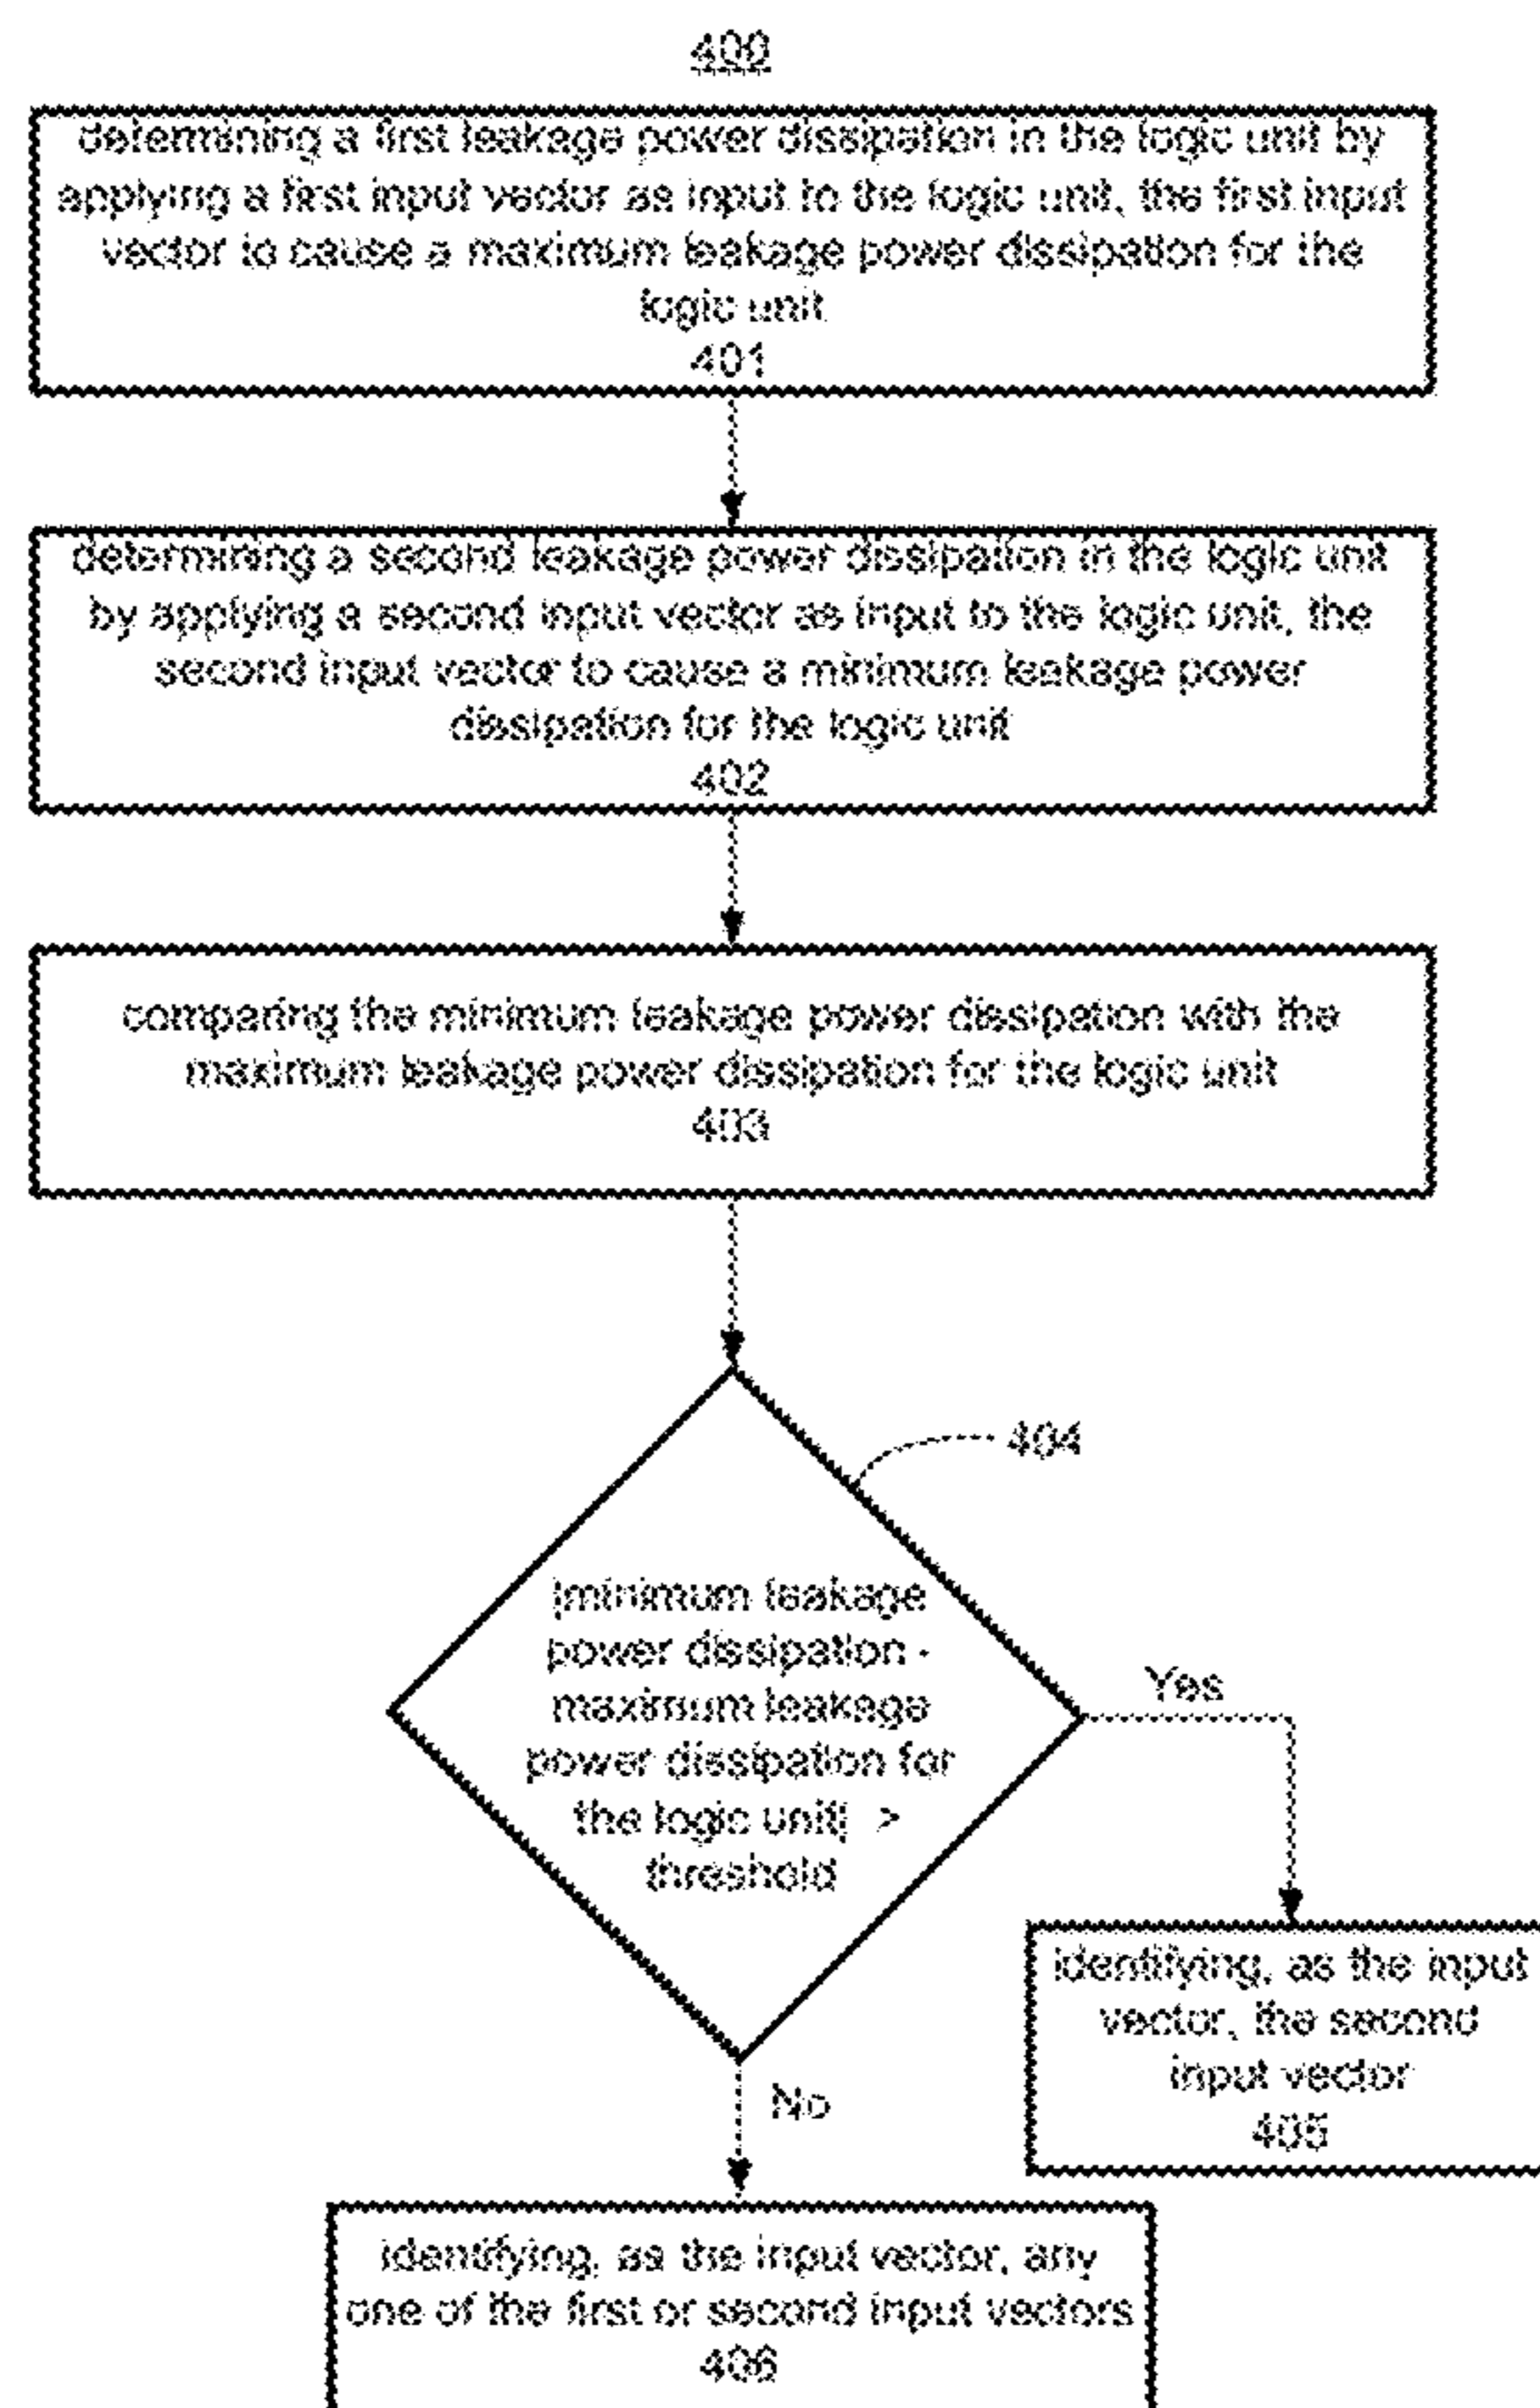 400
determining a first leakage power dissipation in the logic unit by
applying a first input vector as input to the logic unit, the first input
vector to cause a maximum leakage power dissipation for the
logic unit
401
determining a second leakage power dissipation in the logic unit
by applying a second input vector as input to the logic unit, the
second input vector to cause a minimum leakage power
dissipation for the logic unit
402
comparing the minimum leakage power dissipation with the
maximum leakage power dissipation for the logic unit
403
404
|minimum leakage
power dissipation -
maximum leakage
power dissipation for
the logic unit| >
threshold
Yes
identifying, as the input
vector, the second
input vector
405
No
identifying, as the input vector, any
one of the first or second input vectors
406